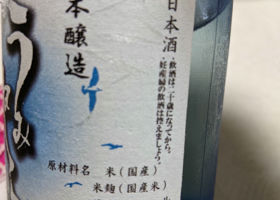 日本酒
飲酒は二十歳になってから。
妊産婦の飲酒は控えましょう。
本醸造
原材料名 米(国産)
米麹(国産米)